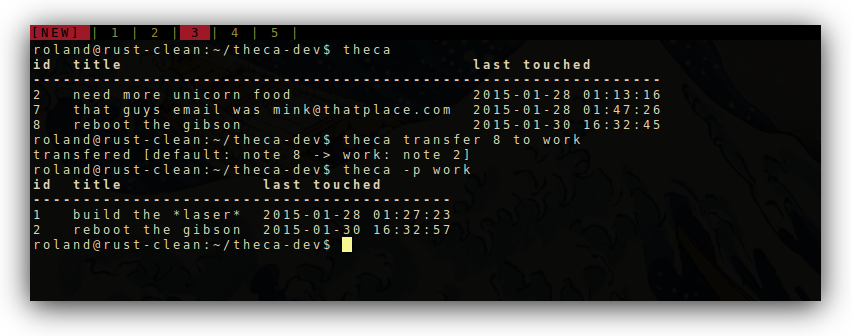 [NEW] | 1 | 2 | 3 | 4 | 5 |
roland@rust-clean:~/theca-dev$ theca
id  title                                   last touched
---------------------------------------------------------------
2   need more unicorn food                  2015-01-28 01:13:16
7   that guys email was mink@thatplace.com  2015-01-28 01:47:26
8   reboot the gibson                       2015-01-30 16:32:45
roland@rust-clean:~/theca-dev$ theca transfer 8 to work
transfered [default: note 8 -> work: note 2]
roland@rust-clean:~/theca-dev$ theca -p work
id  title              last touched
------------------------------------------
1   build the *laser*  2015-01-28 01:27:23
2   reboot the gibson  2015-01-30 16:32:57
roland@rust-clean:~/theca-dev$